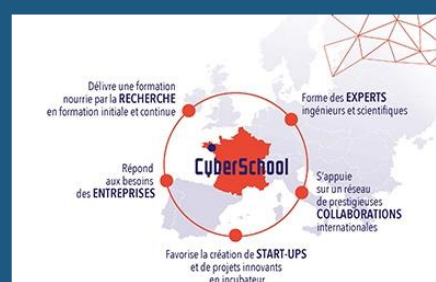 Délivre une formation
nourrie par la RECHERCHE
en formation initiale et continue
Forme des EXPERTS
ingénieurs et scientifiques
CyberSchool
Répond
aux besoins
des ENTREPRISES
S'appuie
sur un réseau
de prestigieuses
COLLABORATIONS
internationales
Favorise la création de START-UPS
et de projets innovants
en incubateur